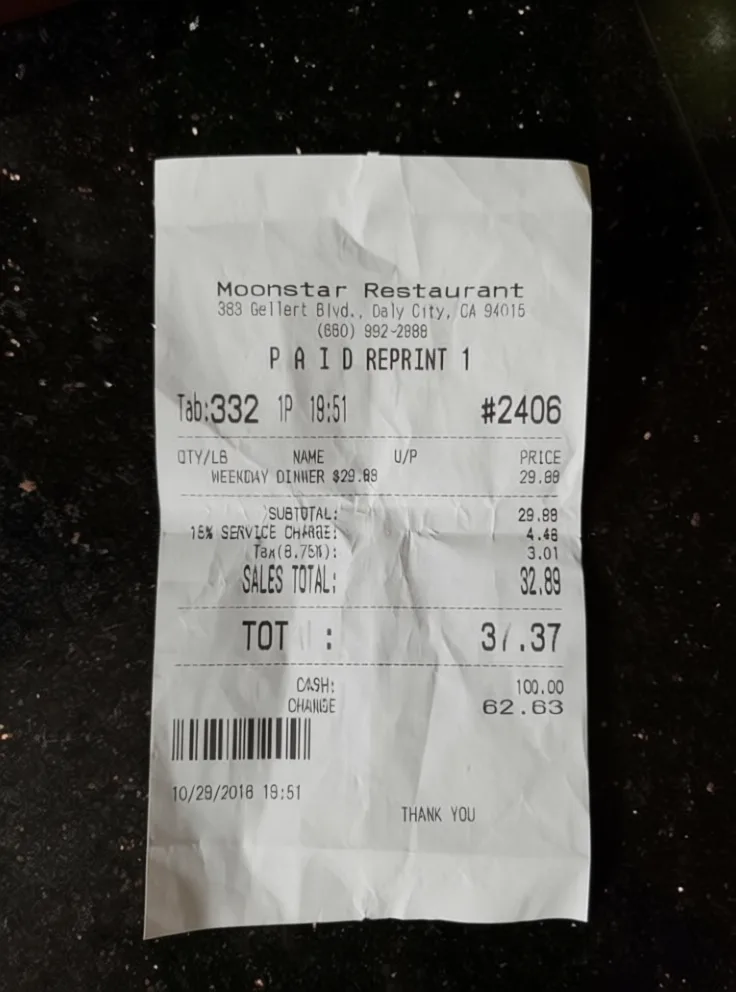 Moonstar Restaurant
383 Gellert Blvd., Daly City, CA 94015
(660) 992-2888
P A I D REPRINT 1
Tab:332 1P 19:51 #2406
QTY/LB NAME U/P PRICE
WEEKDAY DINNER $29.88 29.88
SUBTOTAL: 29.88
15% SERVICE CHARGE: 4.48
Tax(8.75%): 3.01
SALES TOTAL: 32.89
:
CASH: 100.00
CHANGE 62.63
10/29/2018 19:51
THANK YOU